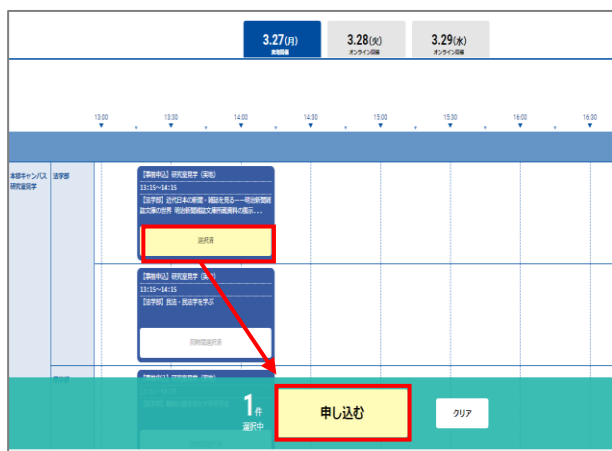 3.27(月)
実地開催
3.28(火)
オンライン開催
3.29(水)
オンライン開催
13:00
13:30
14:00
14:30
15:00
15:30
16:00
16:30
本郷キャンパス
研究室見学
法学部
【事前申込】研究室見学（実地）
13:15~14:15
【法学部】近代日本の新聞・雑誌を見る――明治新聞雑
誌文庫の世界 明治新聞雑誌文庫所蔵資料の展示...
選択済
【事前申込】研究室見学（実地）
13:15~14:15
【法学部】民法・民法学を学ぶ
同時間選択済
1件
選択中
申し込む
クリア